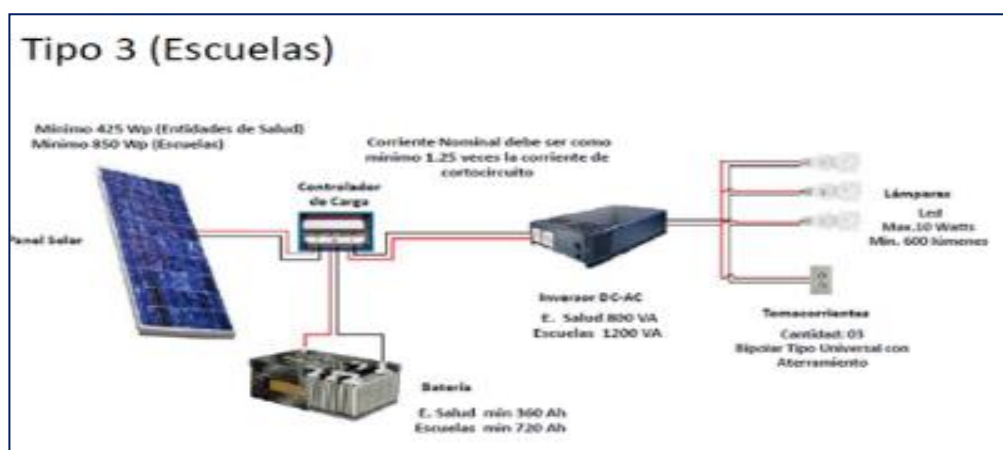 Tipo 3 (Escuelas)
Mínimo 425 Wp (Entidades de Salud)
Mínimo 850 Wp (Escuelas)
Corriente Nominal debe ser como
mínimo 1.25 veces la corriente de
cortocircuito
Controlador
de Carga
Panel Solar
Lámparas
Led
Max.10 Watts
Min. 600 lúmenes
Inversor DC-AC
E. Salud 800 VA
Escuelas 1200 VA
Tomacorrientes
Cantidad: 03
Bipolar Tipo Universal con
Aterramiento
Batería
E. Salud min 360 Ah
Escuelas min 720 Ah